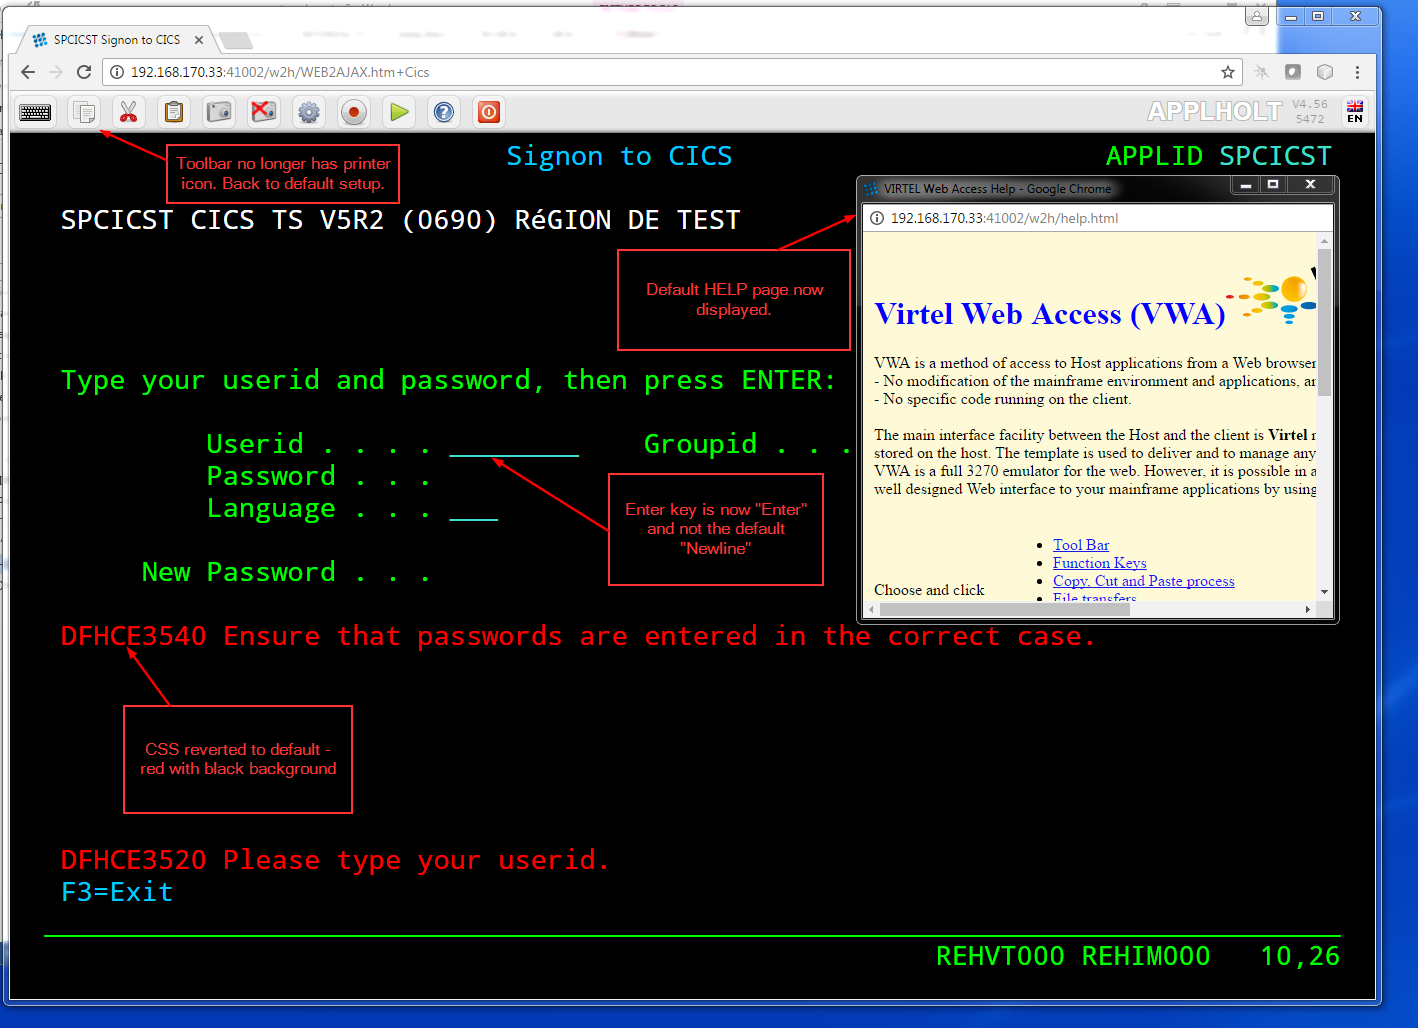 SPCICST Signon to CICS
192.168.170.33:41002/w2h/WEB2AJAX.htm+Cics
APPLHOLT
V4.56
5472
EN
Toolbar no longer has printer
icon. Back to default setup.
Signon to CICS
APPLID SPCICST
SPCICST CICS TS V5R2 (0690) RéGION DE TEST
VIRTEL Web Access Help - Google Chrome
192.168.170.33:41002/w2h/help.html
Default HELP page now
displayed.
Virtel Web Access (VWA)
VWA is a method of access to Host applications from a Web browser
- No modification of the mainframe environment and applications, an
- No specific code running on the client.
The main interface facility between the Host and the client is Virtel
stored on the host. The template is used to deliver and to manage any
VWA is a full 3270 emulator for the web. However, it is possible in a
well designed Web interface to your mainframe applications by using
Tool Bar
Function Keys
Copy, Cut and Paste process
Choose and click
File transfers
Type your userid and password, then press ENTER:
Userid . . . . Groupid . . .
Password . . .
Language . . .
Enter key is now "Enter"
and not the default
"Newline"
New Password . . .
DFHCE3540 Ensure that passwords are entered in the correct case.
CSS reverted to default -
red with black background
DFHCE3520 Please type your userid.
F3=Exit
REHVT000 REHIM000 10,26